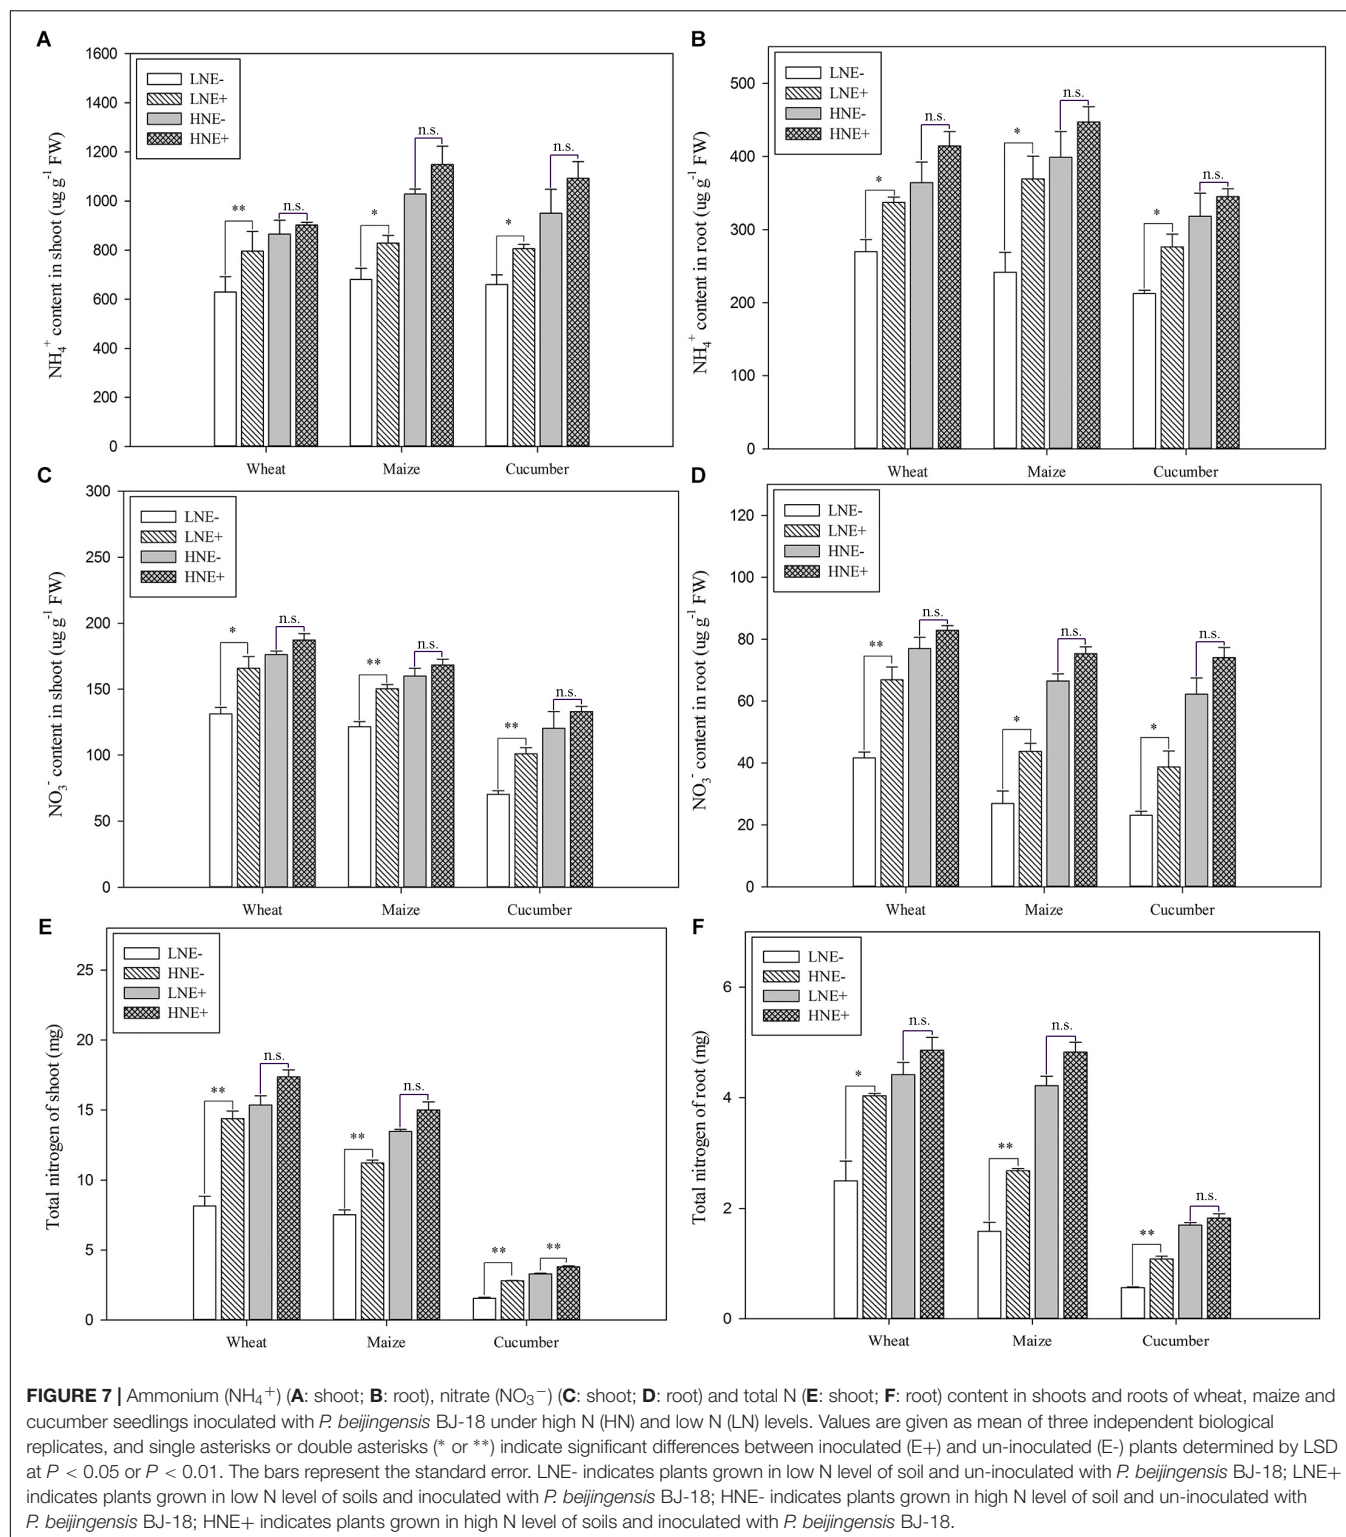 A
1600
1400
1200
1000
800
600
400
200
0
NH4+ content in shoot (ug g-1 FW)
LNE-
LNE+
HNE-
HNE+
**
n.s.
*
n.s.
*
n.s.
Wheat Maize Cucumber
B
500
400
300
200
100
0
NH4+ content in root (ug g-1 FW)
LNE-
LNE+
HNE-
HNE+
*
n.s.
*
n.s.
*
n.s.
Wheat Maize Cucumber
C
300
250
200
150
100
50
0
NO3- content in shoot (ug g-1 FW)
LNE-
LNE+
HNE-
HNE+
*
n.s.
**
n.s.
**
n.s.
Wheat Maize Cucumber
D
120
100
80
60
40
20
0
NO3- content in root (ug g-1 FW)
LNE-
LNE+
HNE-
HNE+
**
n.s.
*
n.s.
*
n.s.
Wheat Maize Cucumber
E
25
20
15
10
5
0
Total nitrogen of shoot (mg)
LNE-
HNE-
LNE+
HNE+
**
n.s.
**
n.s.
**
**
Wheat Maize Cucumber
F
6
4
2
0
Total nitrogen of root (mg)
LNE-
HNE-
LNE+
HNE+
*
n.s.
**
n.s.
**
n.s.
Wheat Maize Cucumber
FIGURE 7 | Ammonium (NH4+) (A: shoot; B: root), nitrate (NO3−) (C: shoot; D: root) and total N (E: shoot; F: root) content in shoots and roots of wheat, maize and
cucumber seedlings inoculated with P. beijingensis BJ-18 under high N (HN) and low N (LN) levels. Values are given as mean of three independent biological
replicates, and single asterisks or double asterisks (* or **) indicate significant differences between inoculated (E+) and un-inoculated (E-) plants determined by LSD
at P < 0.05 or P < 0.01. The bars represent the standard error. LNE- indicates plants grown in low N level of soil and un-inoculated with P. beijingensis BJ-18; LNE+
indicates plants grown in low N level of soils and inoculated with P. beijingensis BJ-18; HNE- indicates plants grown in high N level of soil and un-inoculated with
P. beijingensis BJ-18; HNE+ indicates plants grown in high N level of soils and inoculated with P. beijingensis BJ-18.